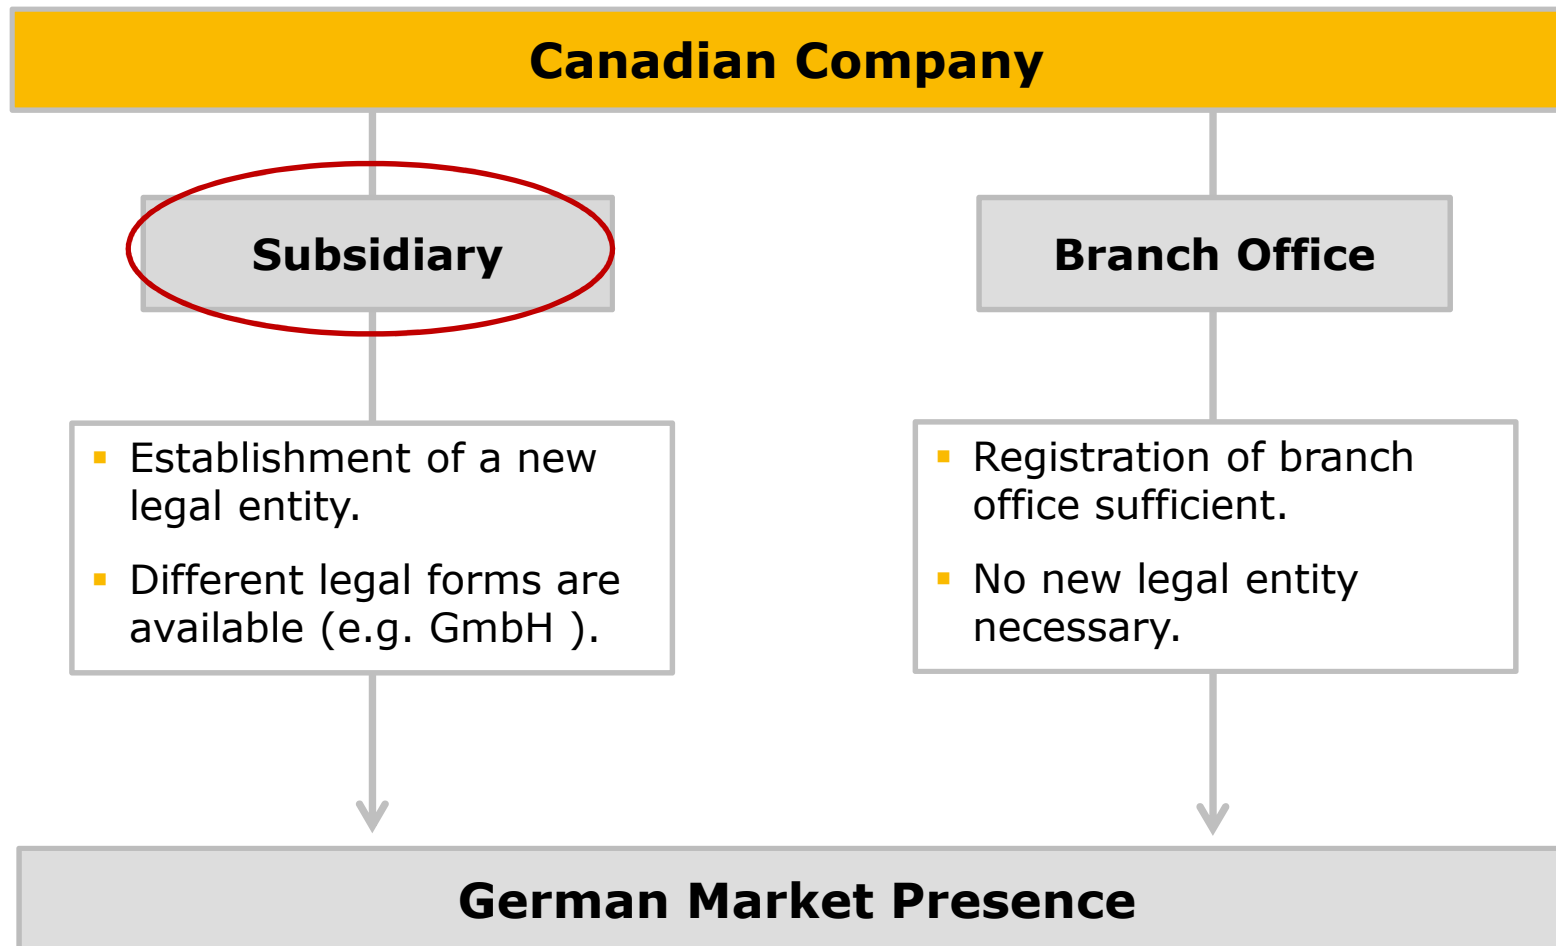 Canadian Company
Subsidiary
Branch Office
Establishment of a new
legal entity.
Different legal forms are
available (e.g. GmbH ).
Registration of branch
office sufficient.
No new legal entity
necessary.
German Market Presence